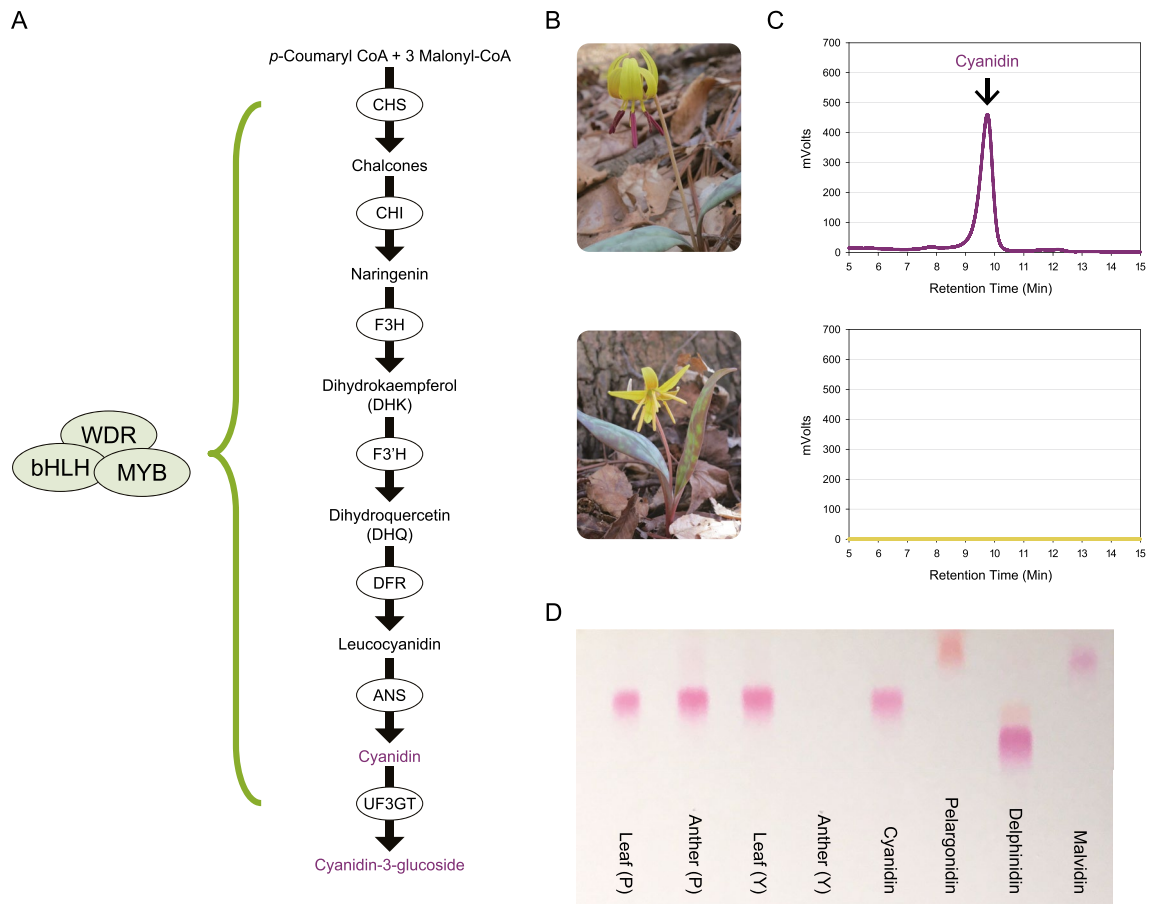 A
p-Coumaryl CoA + 3 Malonyl-CoA
CHS
Chalcones
CHI
Naringenin
F3H
Dihydrokaempferol
(DHK)
F3'H
Dihydroquercetin
(DHQ)
DFR
Leucocyanidin
ANS
Cyanidin
UF3GT
Cyanidin-3-glucoside
WDR
bHLH
MYB
B
C
700
600
500
400
300
200
100
0
mVolts
Cyanidin
5 6 7 8 9 10 11 12 13 14 15
Retention Time (Min)
700
600
500
400
300
200
100
0
mVolts
5 6 7 8 9 10 11 12 13 14 15
Retention Time (Min)
D
Leaf (P)
Anther (P)
Leaf (Y)
Anther (Y)
Cyanidin
Pelargonidin
Delphinidin
Malvidin